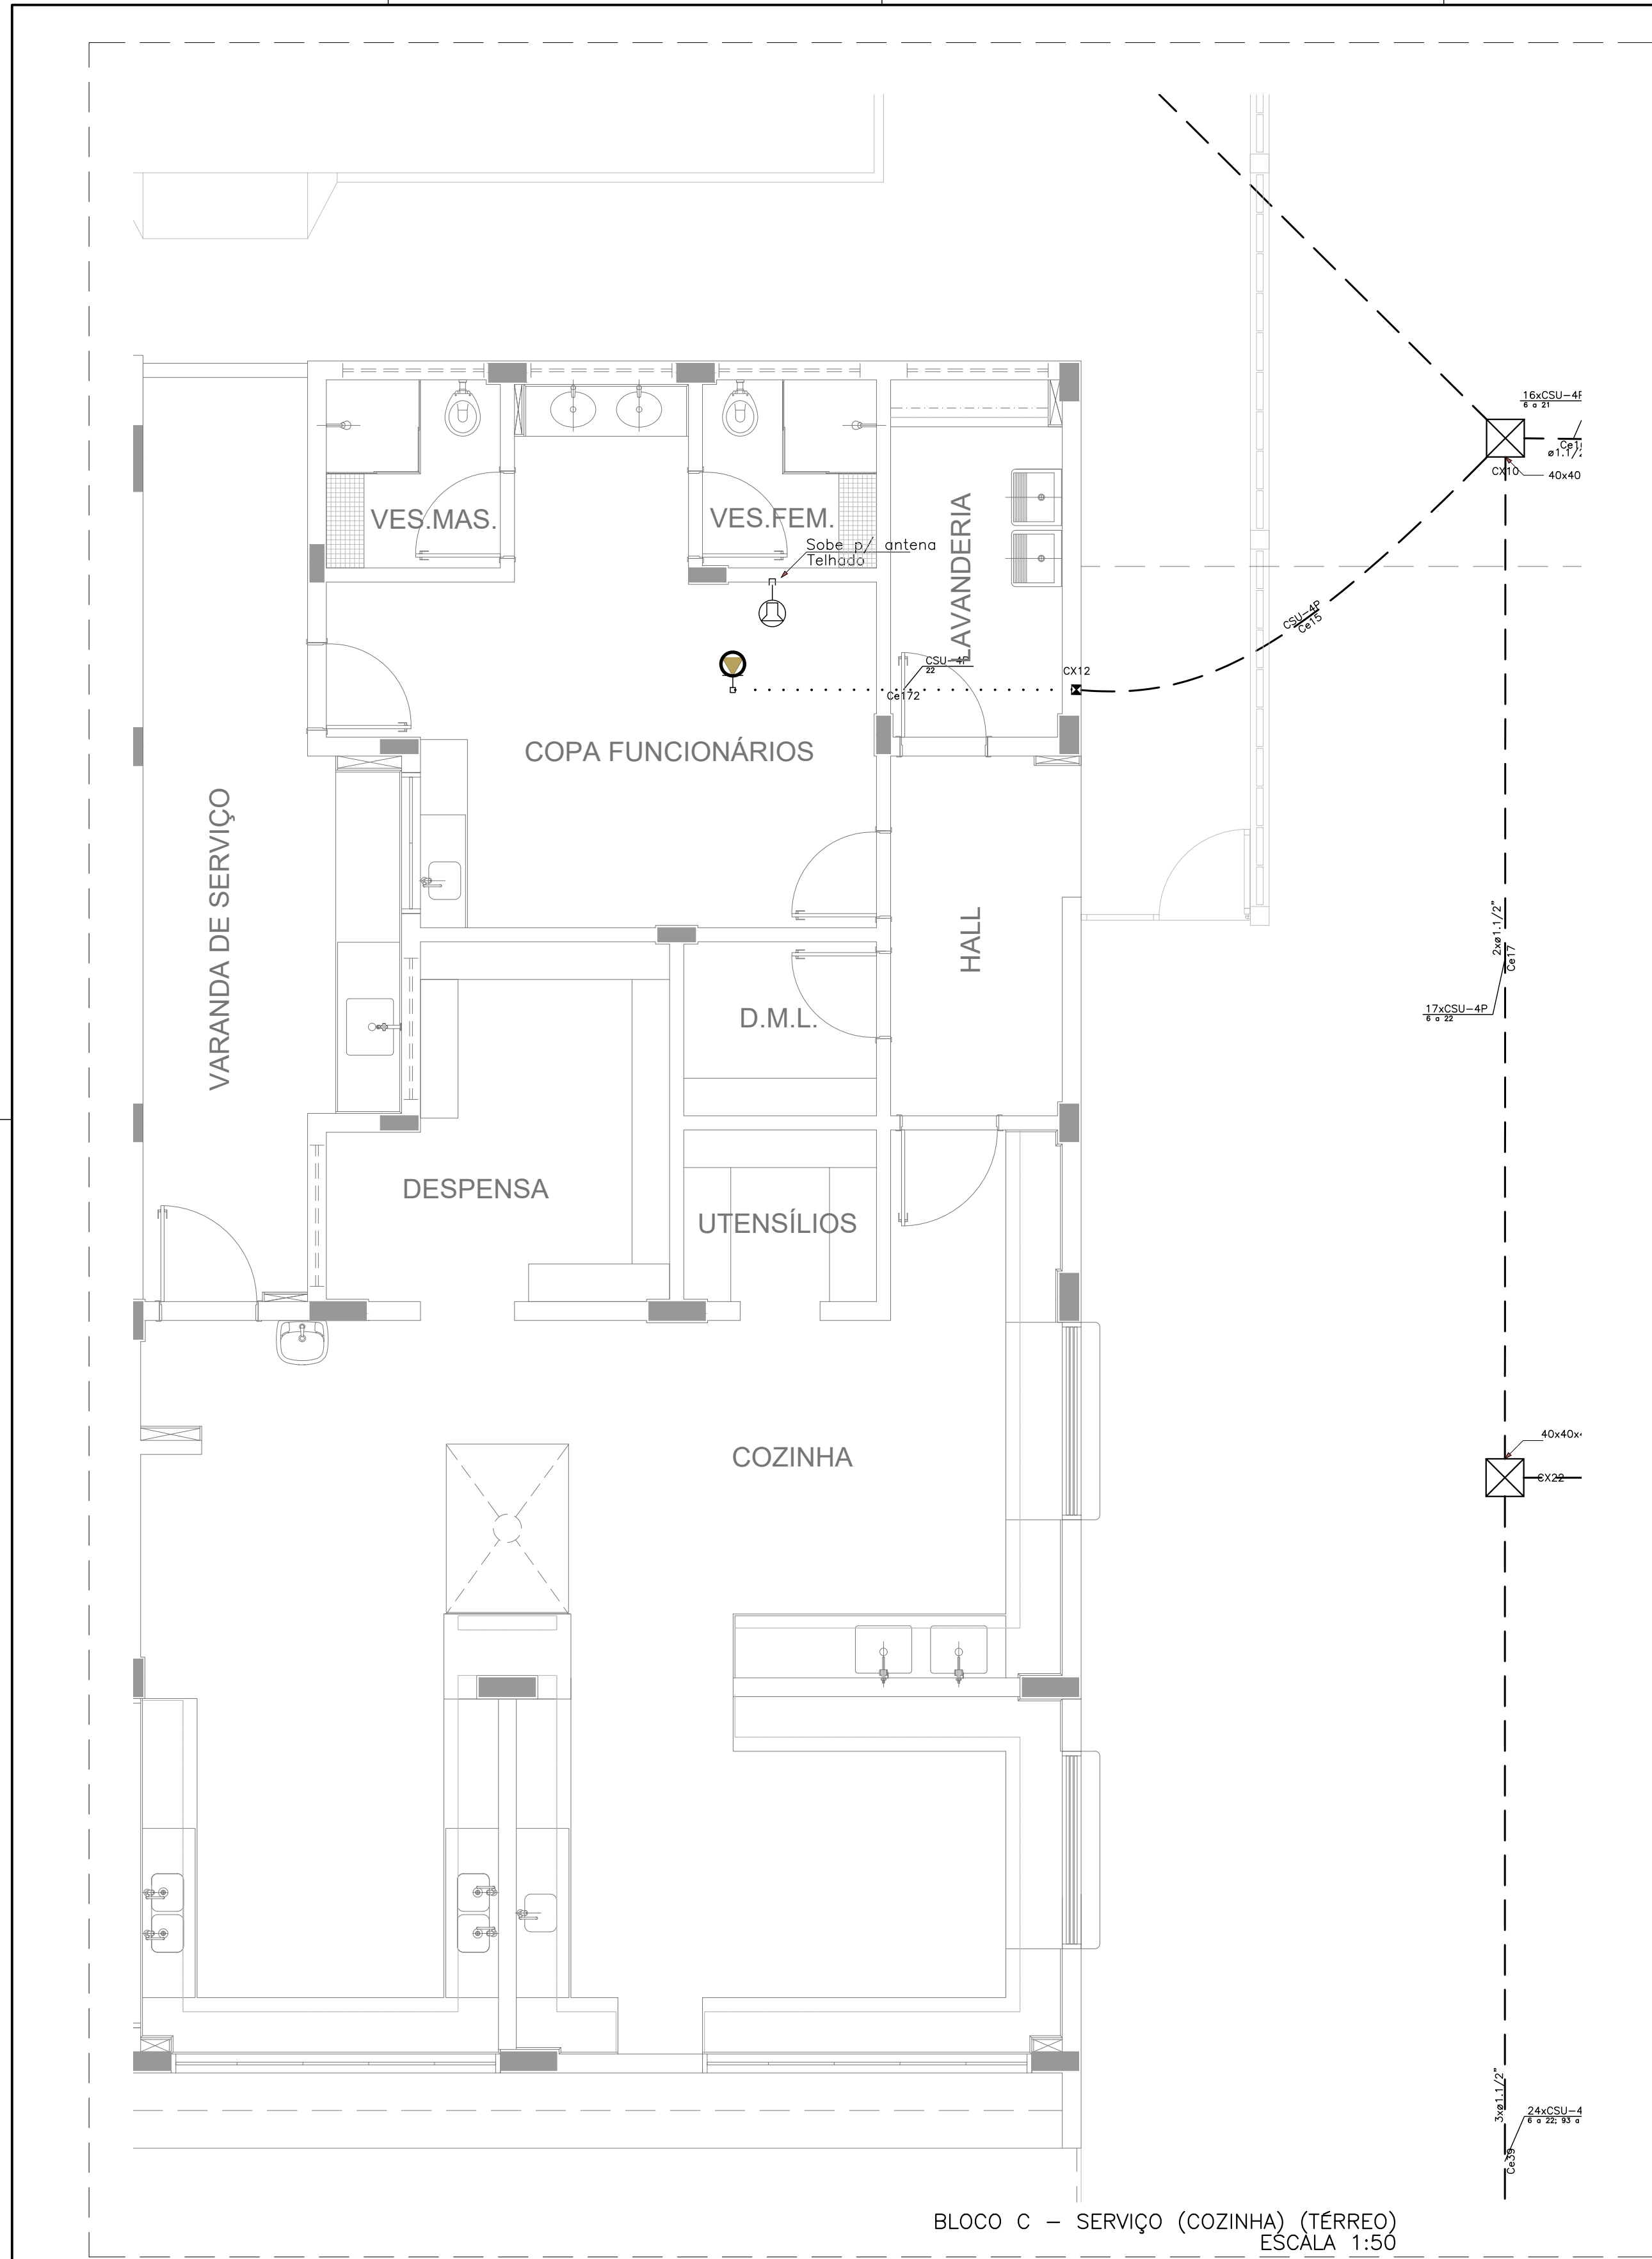 16xCSU-4P
6 a 21
Ce1
ø1.1/2
CX10
40x40
VES.MAS.
VES.FEM.
LAVANDERIA
Sobe p/ antena
Telhado
CSU-4P
Ce15
CSU-4P
22
Ce172
CX12
COPA FUNCIONÁRIOS
VARANDA DE SERVIÇO
HALL
2xø1.1/2"
Ce17
17xCSU-4P
6 a 22
D.M.L.
DESPENSA
UTENSÍLIOS
COZINHA
40x40x
CX22
3xø1.1/2"
Ce39
24xCSU-4
6 a 22; 93 a
BLOCO C - SERVIÇO (COZINHA) (TÉRREO)
ESCALA 1:50